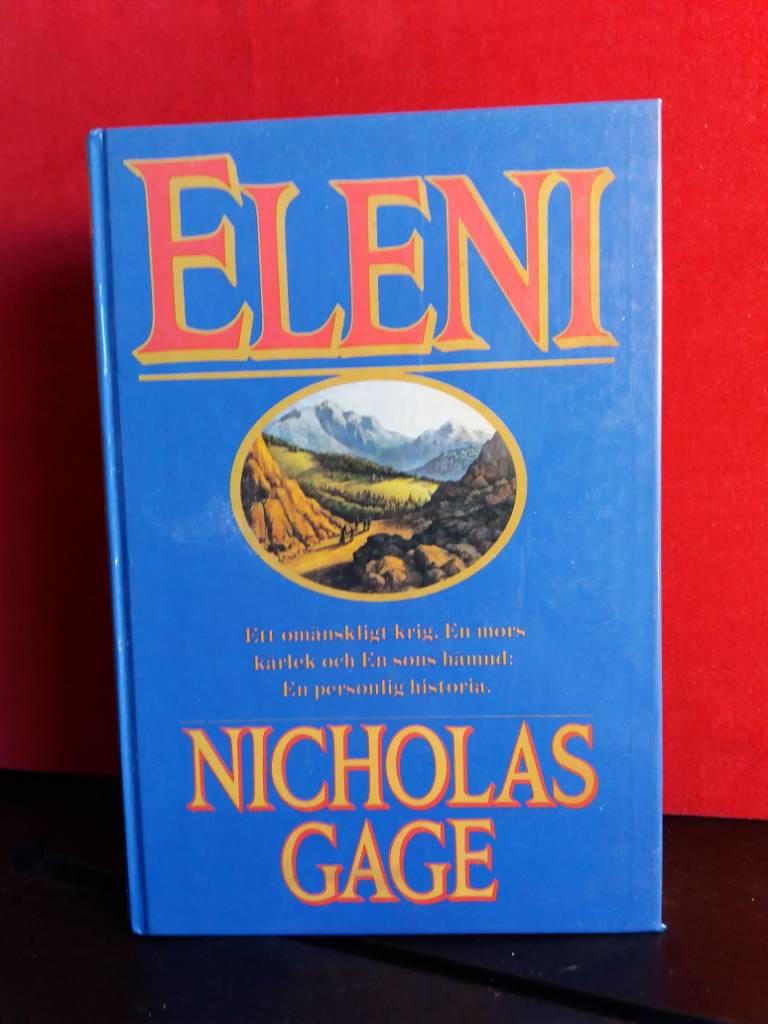 ELENI
Ett omänskligt krig. En mors
kärlek och En sons hämnd:
En personlig historia.
NICHOLAS
GAGE